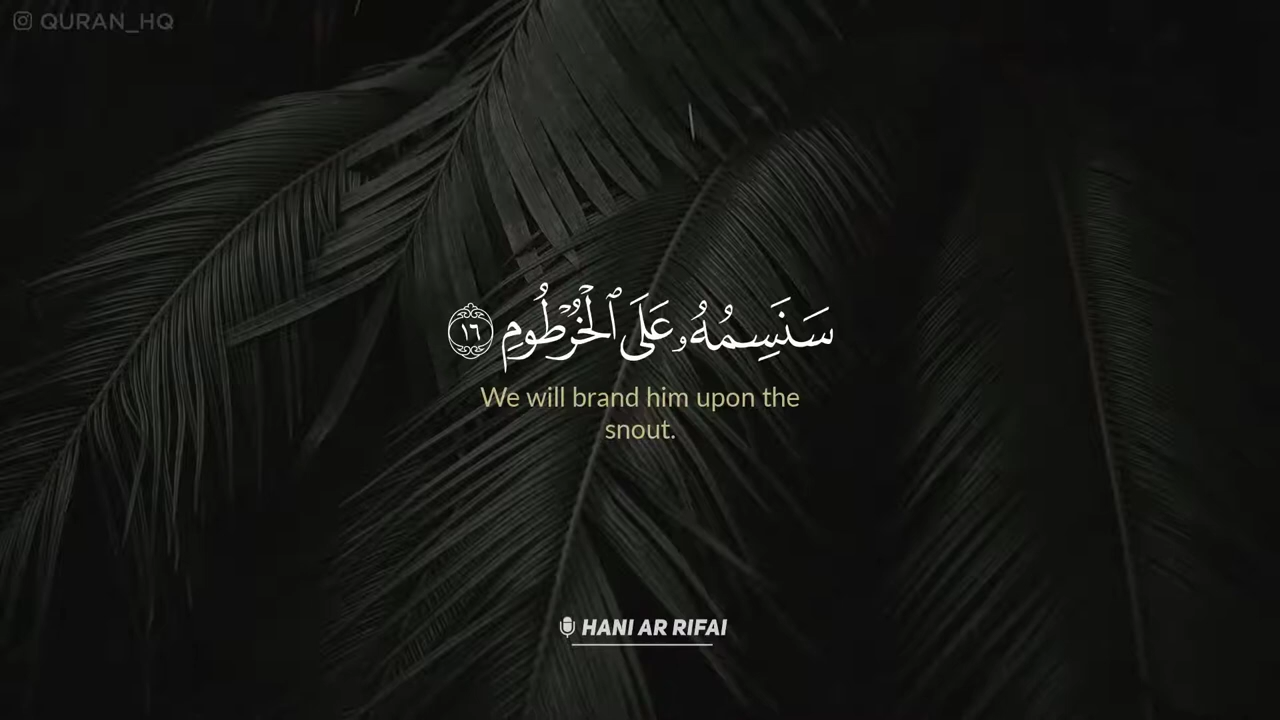 QURAN_HQ
سَنَسِمُهُۥ عَلَى ٱلْخُرْطُومِ ١٦
We will brand him upon the
snout.
HANI AR RIFAI